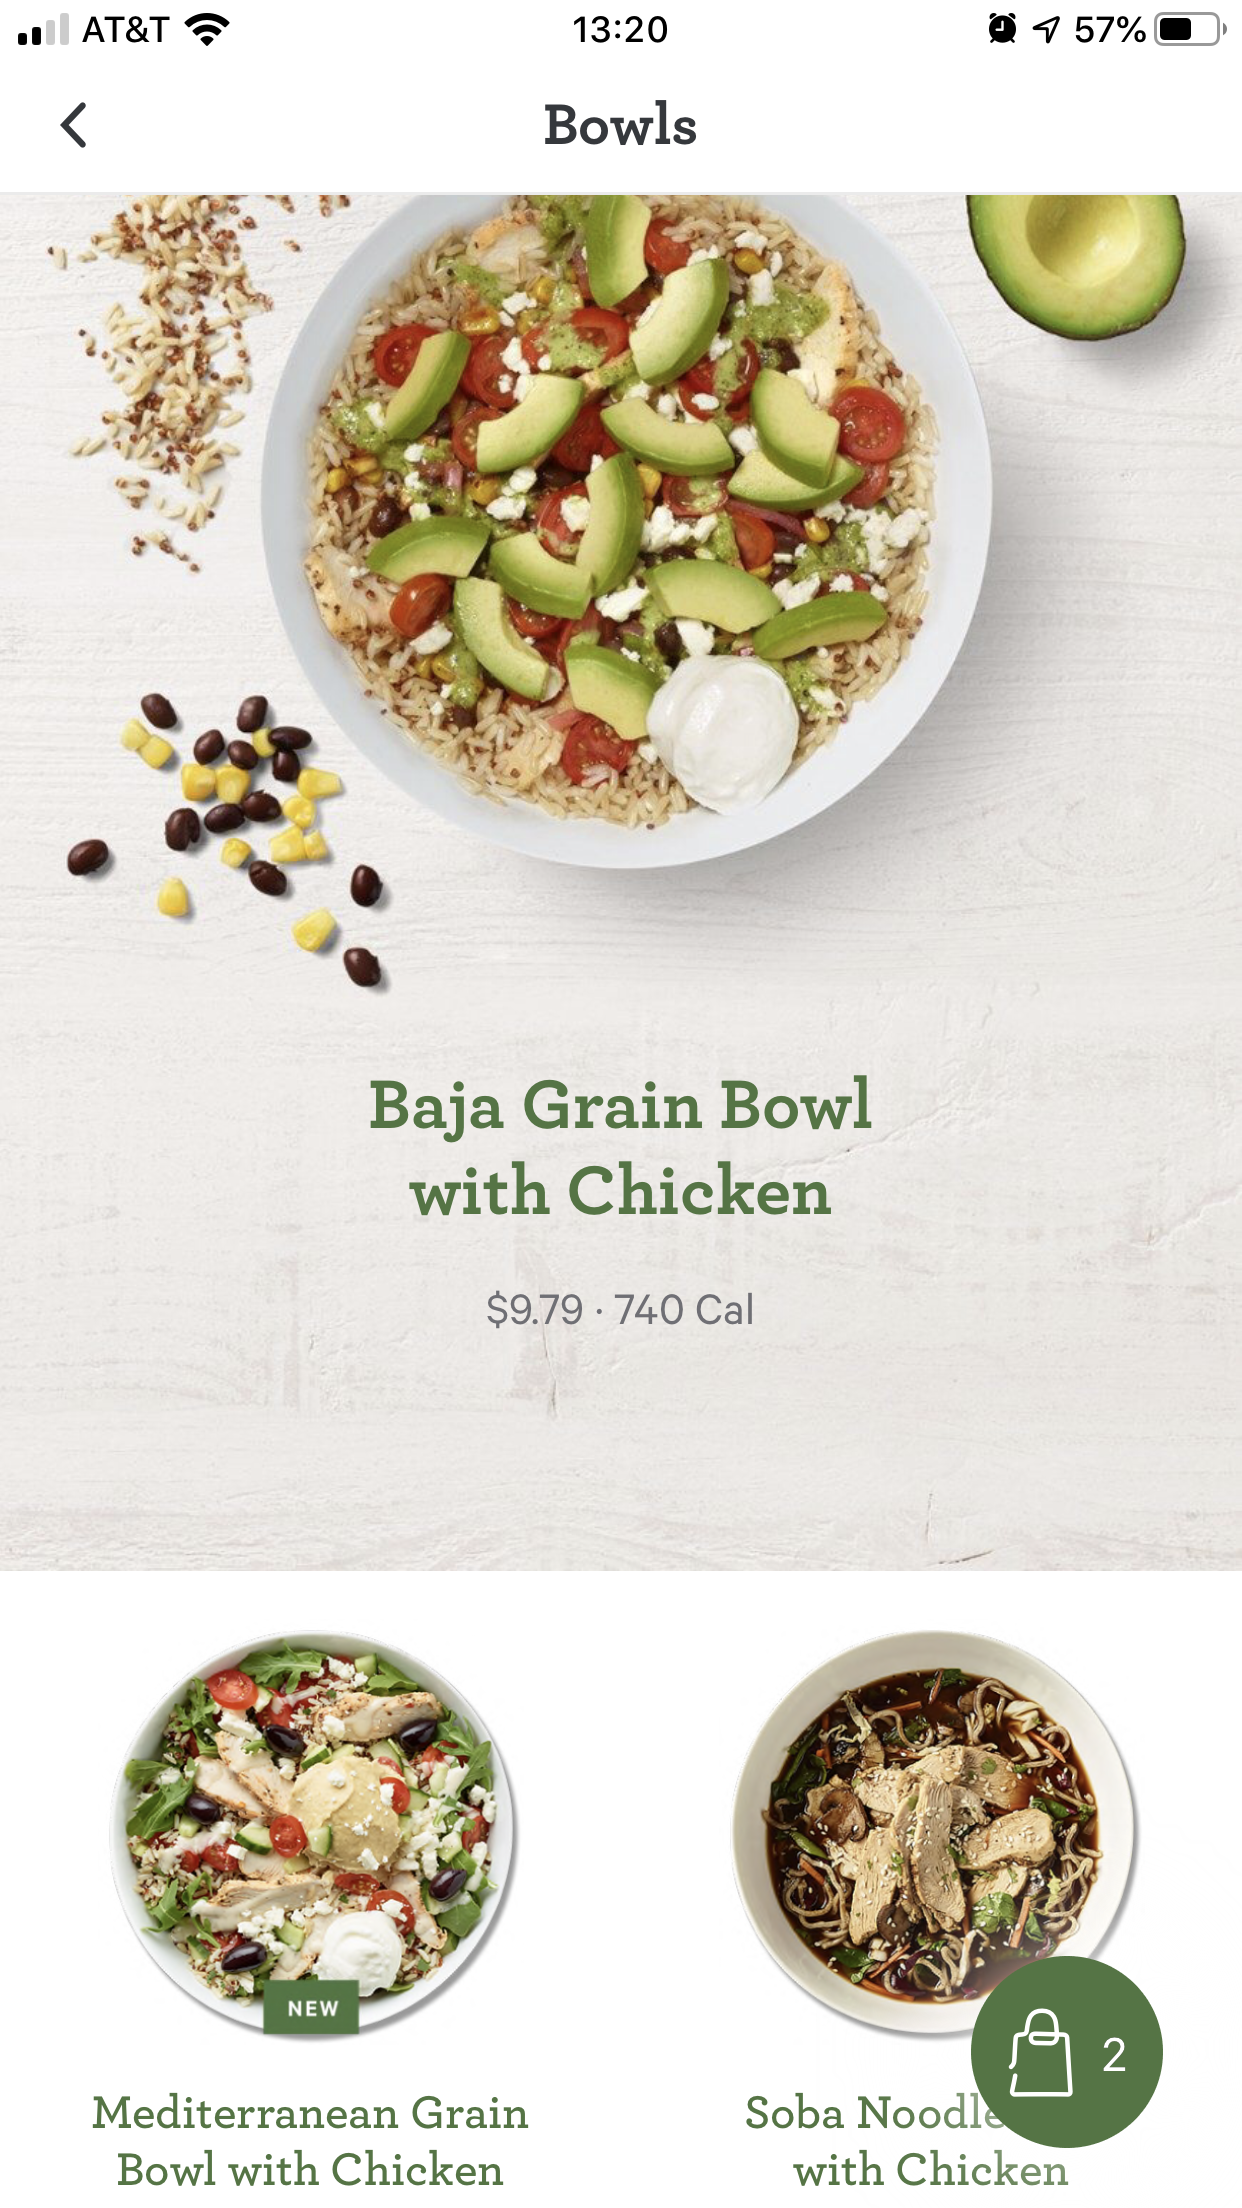 AT&T 13:20 57%
Bowls
Baja Grain Bowl
with Chicken
$9.79 · 740 Cal
NEW
2
Mediterranean Grain
Bowl with Chicken
Soba Noodle
with Chicken